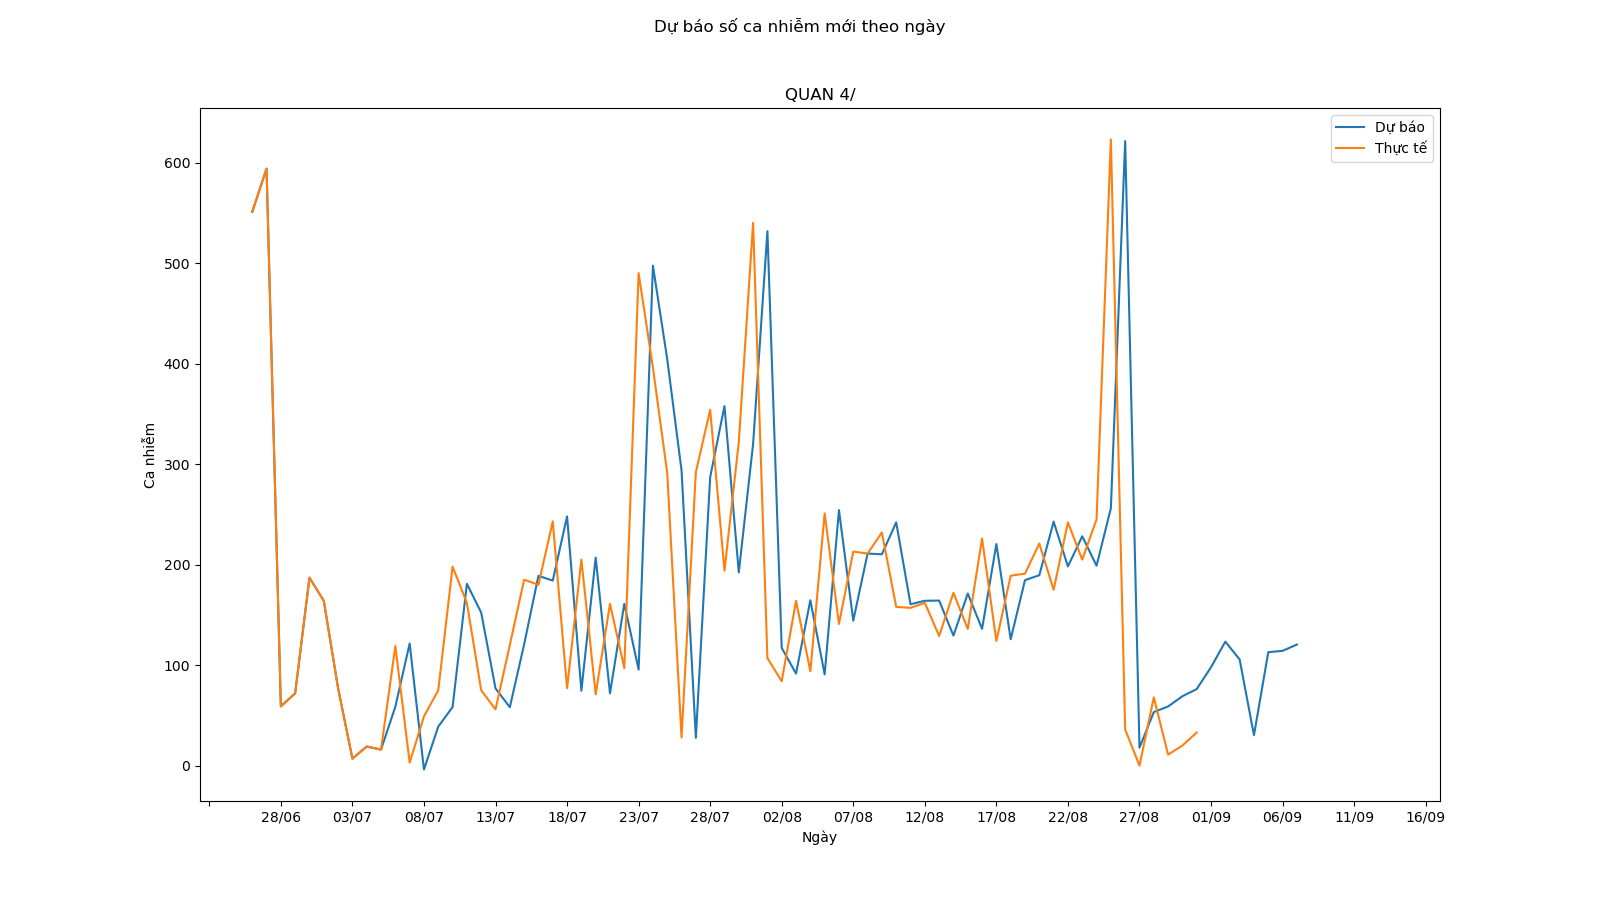 Dự báo số ca nhiễm mới theo ngày
QUAN 4/
Dự báo
Thực tế
Ca nhiễm
600
500
400
300
200
100
0
28/06 03/07 08/07 13/07 18/07 23/07 28/07 02/08 07/08 12/08 17/08 22/08 27/08 01/09 06/09 11/09 16/09
Ngày